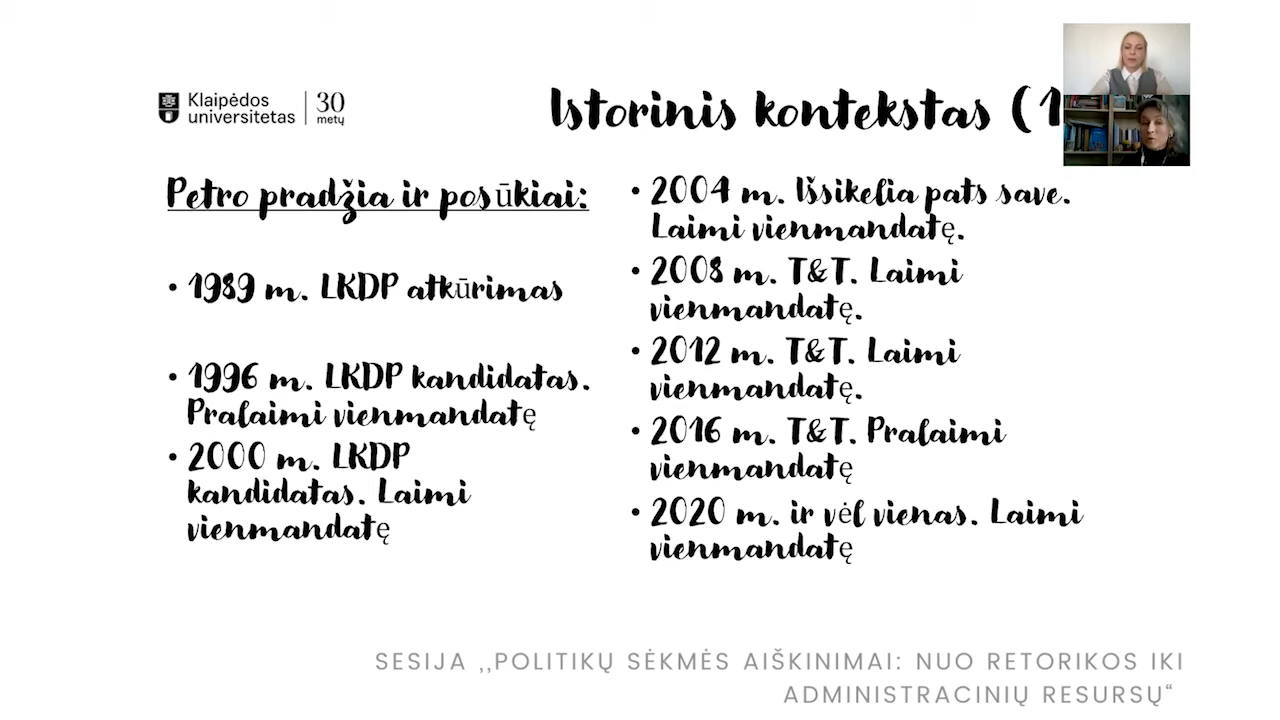 Klaipėdos
universitetas
30
metų
Istorinis kontekstas (1
Petro pradžia ir posūkiai:
• 1989 m. LKDP atkūrimas
• 1996 m. LKDP kandidatas.
Pralaimi vienmandatę
• 2000 m. LKDP
kandidatas. Laimi
vienmandatę
• 2004 m. Išsikelia pats save.
Laimi vienmandatę.
• 2008 m. T&T. Laimi
vienmandatę.
• 2012 m. T&T. Laimi
vienmandatę.
• 2016 m. T&T. Pralaimi
vienmandatę
• 2020 m. ir vėl vienas. Laimi
vienmandatę
SESIJA ,,POLITIKŲ SĖKMĖS AIŠKINIMAI: NUO RETORIKOS IKI
ADMINISTRACINIŲ RESURSŲ“